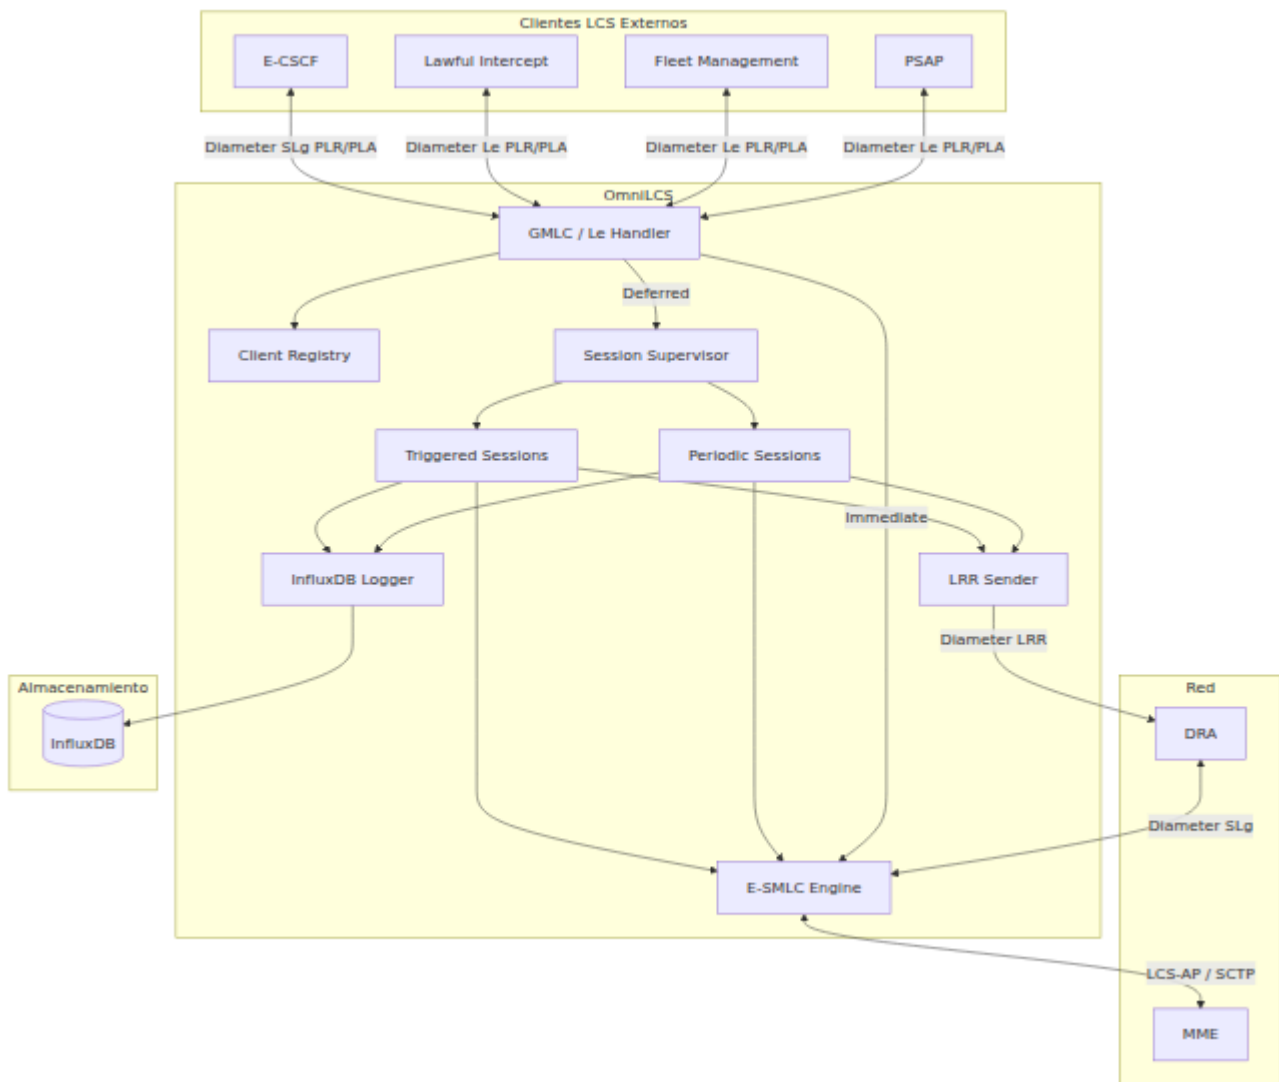 Clientes LCS Externos
E-CSCF
Lawful Intercept
Fleet Management
PSAP
Diameter SLg PLR/PLA
Diameter Le PLR/PLA
Diameter Le PLR/PLA
Diameter Le PLR/PLA
OmniLCS
GMLC / Le Handler
Deferred
Client Registry
Session Supervisor
Triggered Sessions
Periodic Sessions
Immediate
InfluxDB Logger
LRR Sender
Diameter LRR
Almacenamiento
InfluxDB
Red
DRA
Diameter SLg
E-SMLC Engine
LCS-AP / SCTP
MME